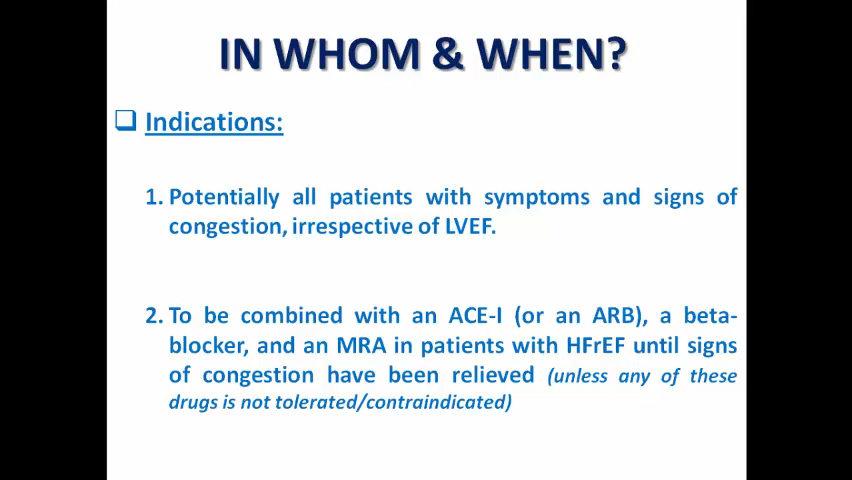 IN WHOM & WHEN?
❑ Indications:
1. Potentially all patients with symptoms and signs of
congestion, irrespective of LVEF.
2. To be combined with an ACE-I (or an ARB), a beta-
blocker, and an MRA in patients with HFrEF until signs
of congestion have been relieved (unless any of these
drugs is not tolerated/contraindicated)